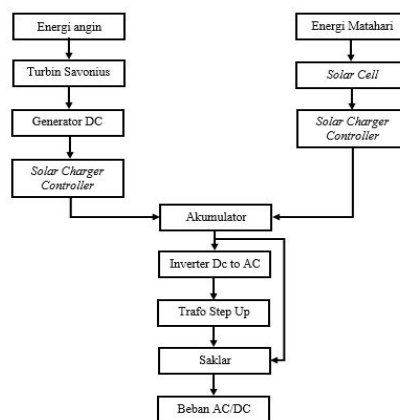 Energi angin
Turbin Savonius
Generator DC
Solar Charger
Controller
Energi Matahari
Solar Cell
Solar Charger
Controller
Akumulator
Inverter Dc to AC
Trafo Step Up
Saklar
Beban AC/DC